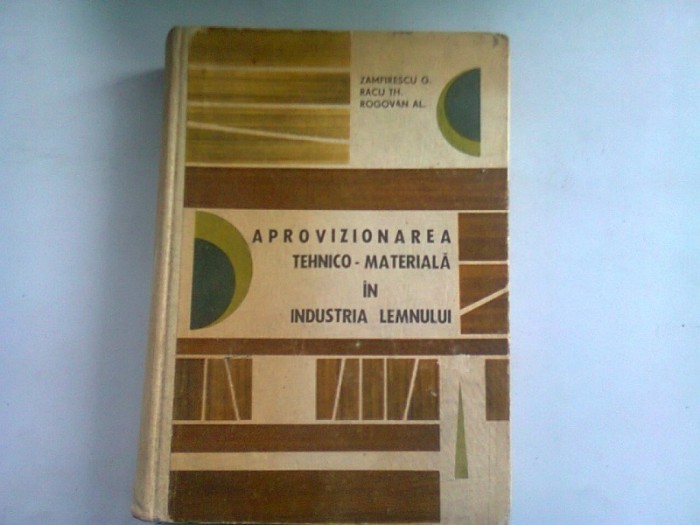 ZAMFIRESCU G.
RACU TH.
ROGOVAN AL.
APROVIZIONAREA
TEHNICO-MATERIALĂ
ÎN
INDUSTRIA LEMNULUI